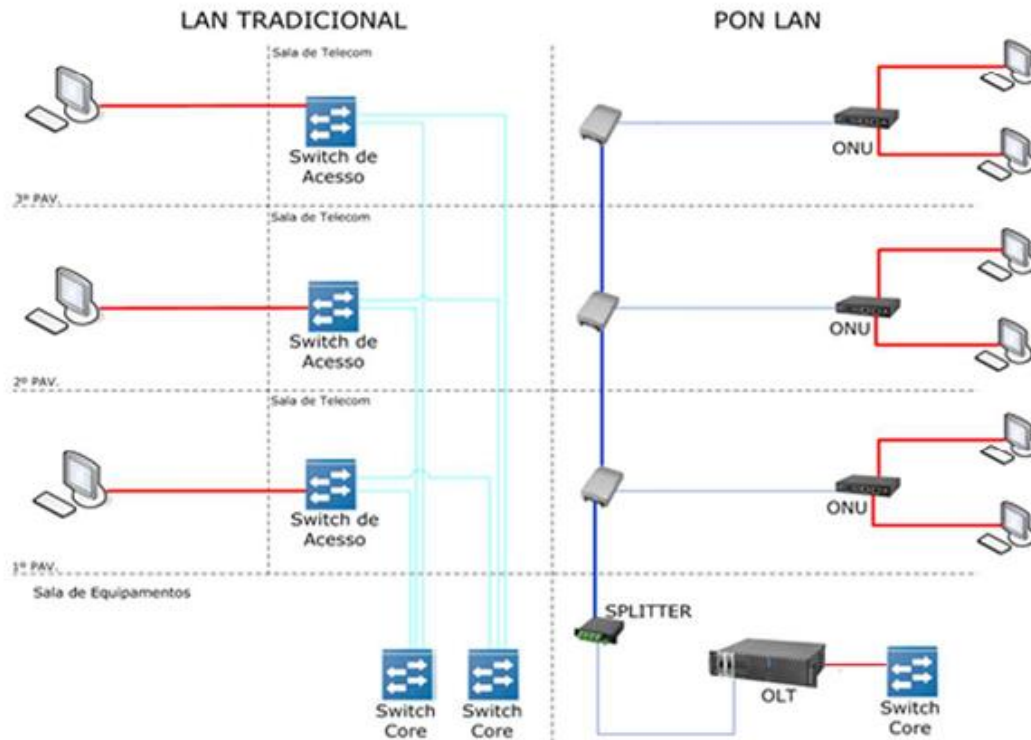 LAN TRADICIONAL
PON LAN
Sala de Telecom
Switch de
Acesso
ONU
3º PAV.
Sala de Telecom
Switch de
Acesso
ONU
2º PAV.
Sala de Telecom
Switch de
Acesso
ONU
1º PAV.
Sala de Equipamentos
SPLITTER
OLT
Switch
Core
Switch
Core
Switch
Core